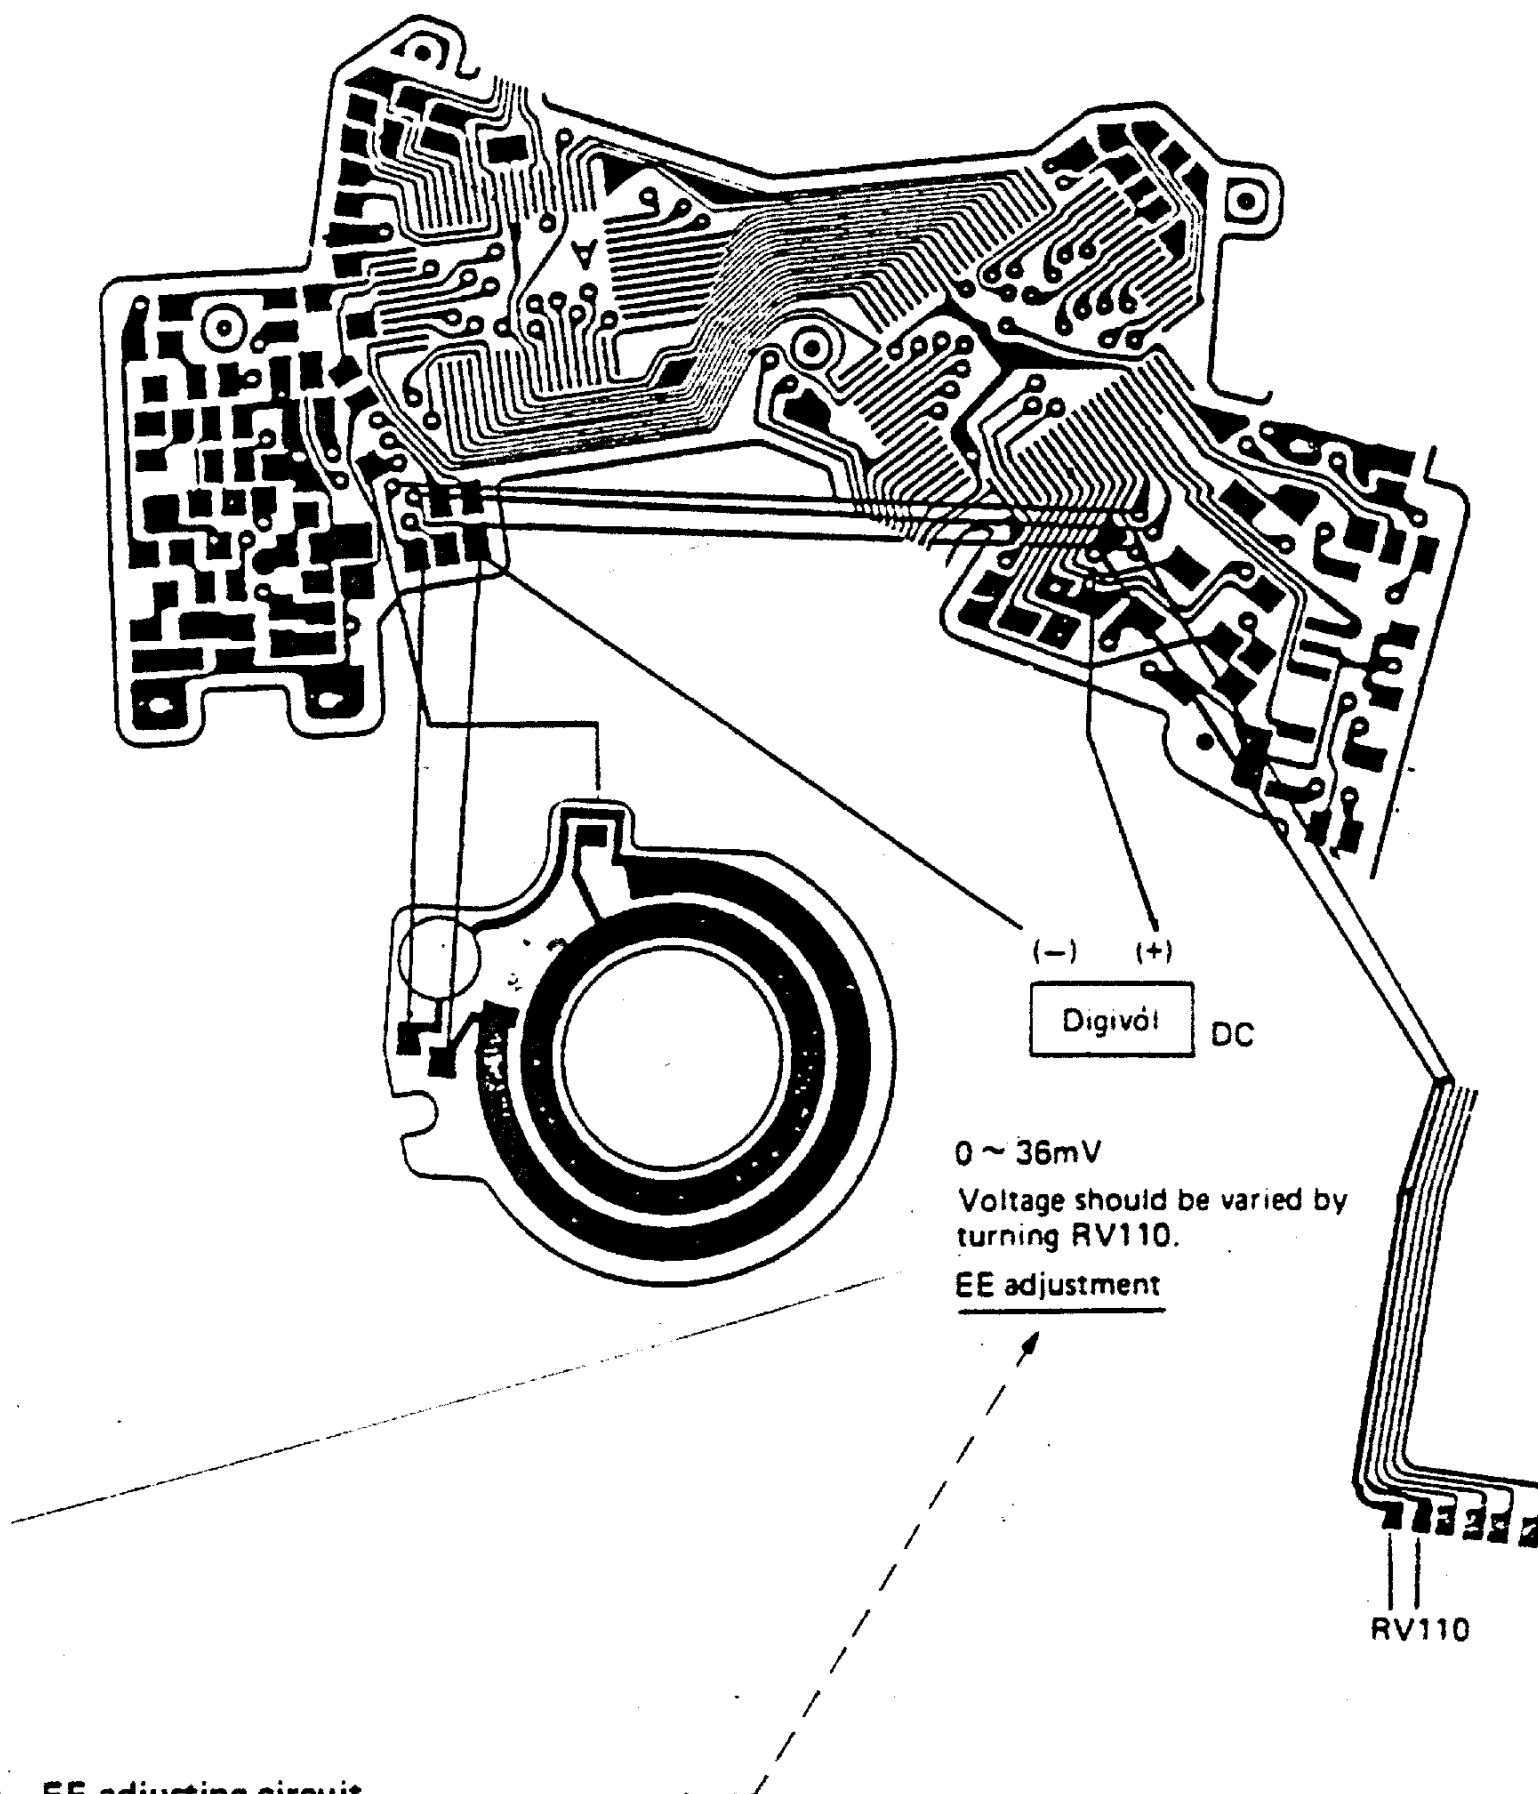 A
(−) (+)
Digivol
DC
0 ~ 36mV
Voltage should be varied by
turning RV110.
EE adjustment
RV110
EE adjusting circuit